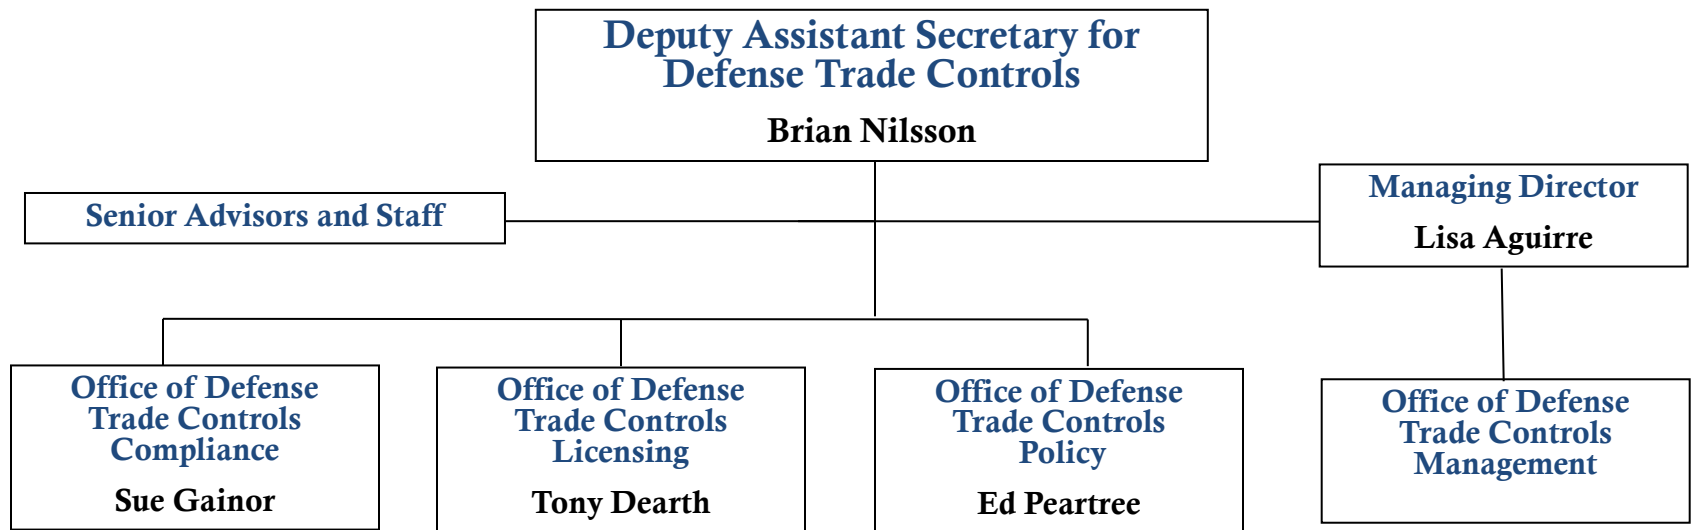 Deputy Assistant Secretary for
Defense Trade Controls
Brian Nilsson
Senior Advisors and Staff
Managing Director
Lisa Aguirre
Office of Defense
Trade Controls
Compliance
Sue Gainor
Office of Defense
Trade Controls
Licensing
Tony Dearth
Office of Defense
Trade Controls
Policy
Ed Peartree
Office of Defense
Trade Controls
Management